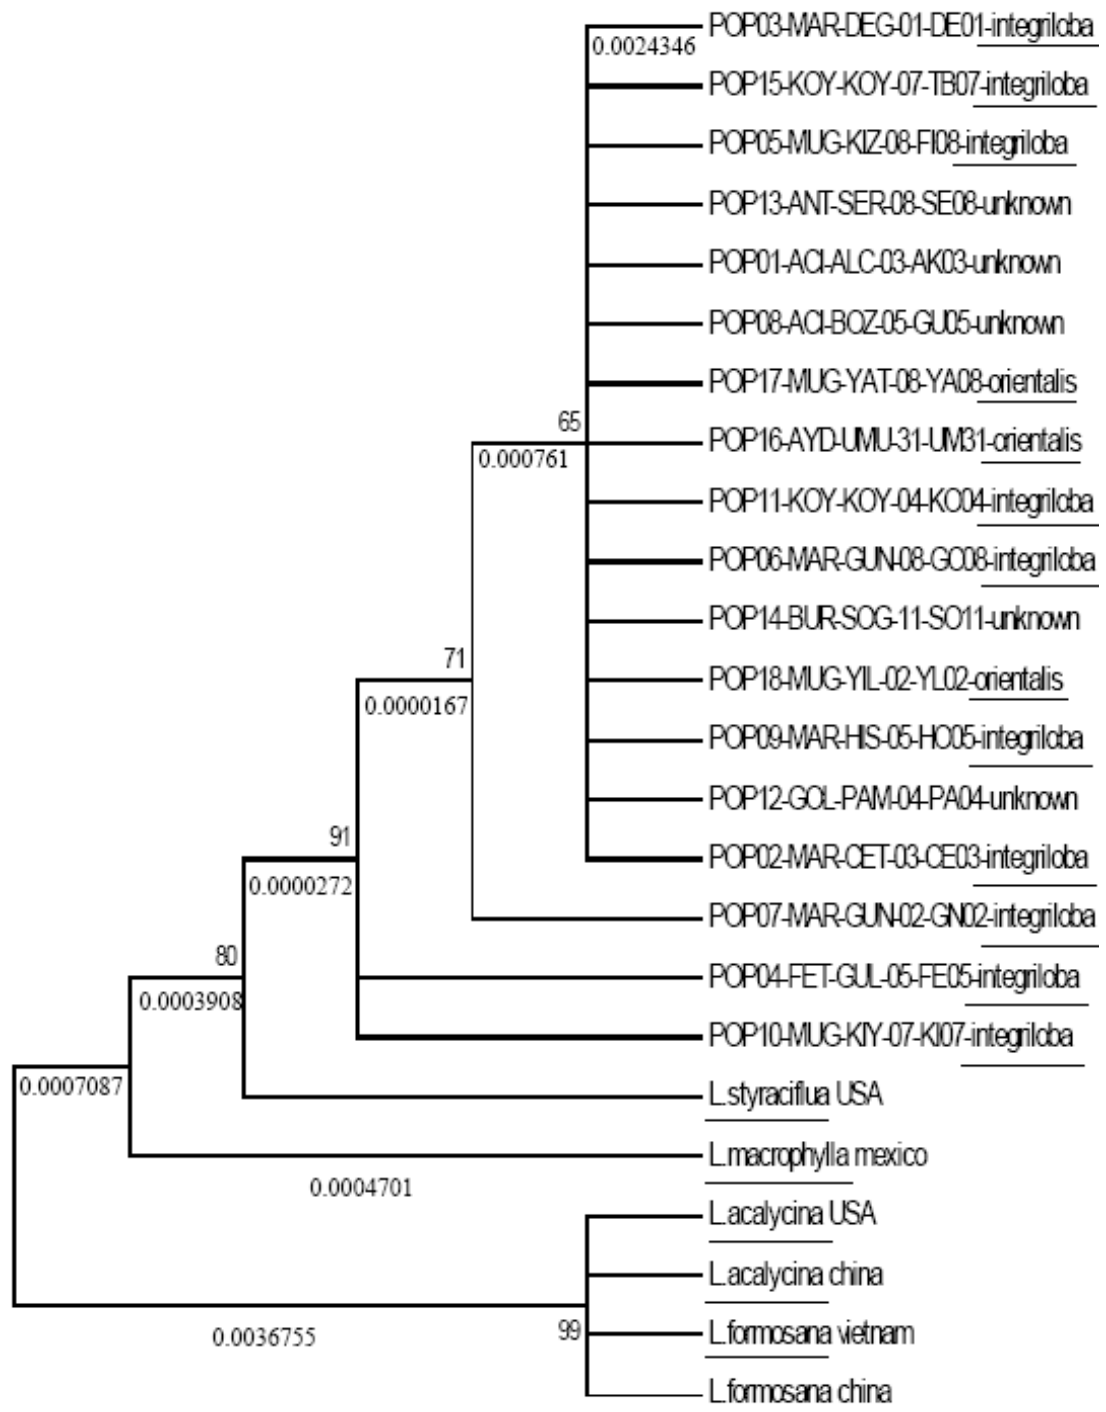 POP03-MAR-DEG-01-DE01-integriloba
0.0024346
POP15-KOY-KOY-07-TB07-integriloba
POP05-MUG-KIZ-08-FI08-integriloba
POP13-ANT-SER-08-SE08-unknown
POP01-ACI-ALC-03-AK03-unknown
POP08-ACI-BOZ-05-GU05-unknown
POP17-MUG-YAT-08-YA08-orientalis
65
POP16-AYD-UMU-31-UM31-orientalis
0.000761
POP11-KOY-KOY-04-KO04-integriloba
POP06-MAR-GUN-08-GO08-integriloba
POP14-BUR-SOG-11-SO11-unknown
71
POP18-MUG-YIL-02-YL02-orientalis
0.0000167
POP09-MAR-HIS-05-HO05-integriloba
POP12-GOL-PAM-04-PA04-unknown
91
POP02-MAR-CET-03-CE03-integriloba
0.0000272
POP07-MAR-GUN-02-GN02-integriloba
80
POP04-FET-GUL-05-FE05-integriloba
0.0003908
POP10-MUG-KIY-07-KI07-integriloba
0.0007087
L.styraciflua USA
L.macrophylla mexico
0.0004701
L.acalycina USA
L.acalycina china
99
L.formosana vietnam
0.0036755
L.formosana china